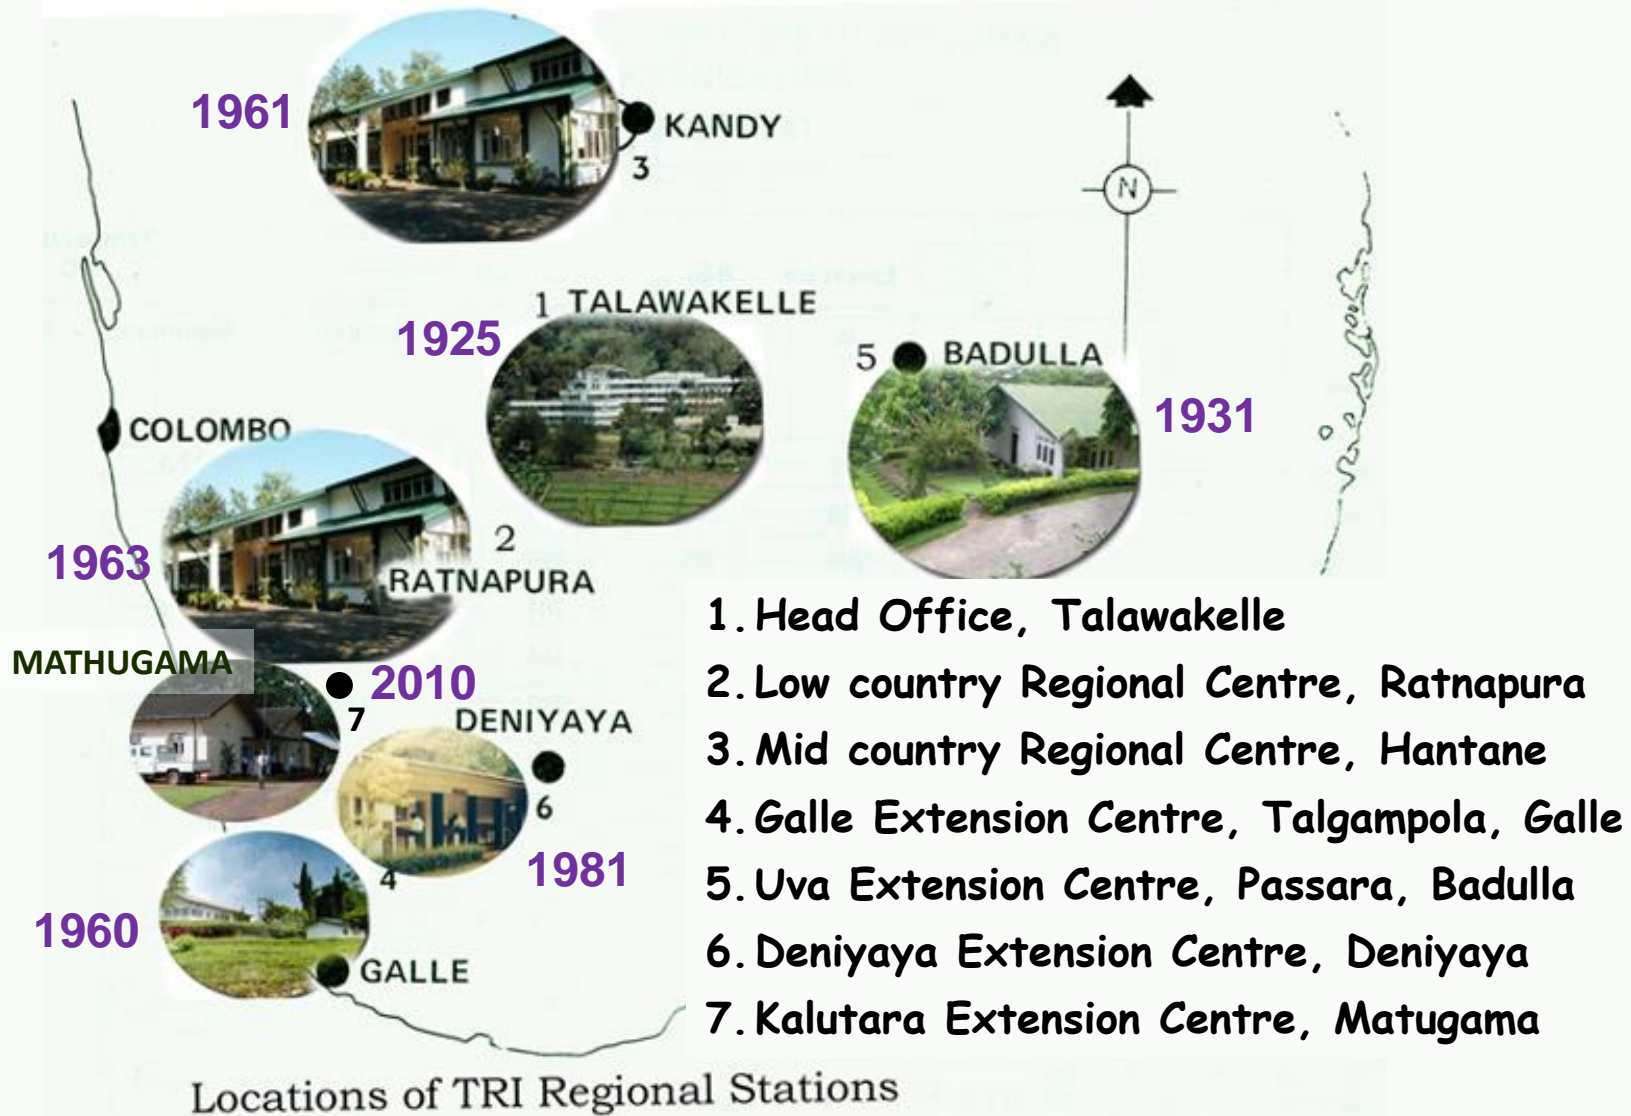 1961
KANDY
3
N
1 TALAWAKELLE
1925
5 BADULLA
1931
COLOMBO
1963
2
RATNAPURA
MATHUGAMA
2010
7
DENIYAYA
6
1981
4
1960
GALLE
1. Head Office, Talawakelle
2. Low country Regional Centre, Ratnapura
3. Mid country Regional Centre, Hantane
4. Galle Extension Centre, Talgampola, Galle
5. Uva Extension Centre, Passara, Badulla
6. Deniyaya Extension Centre, Deniyaya
7. Kalutara Extension Centre, Matugama
Locations of TRI Regional Stations